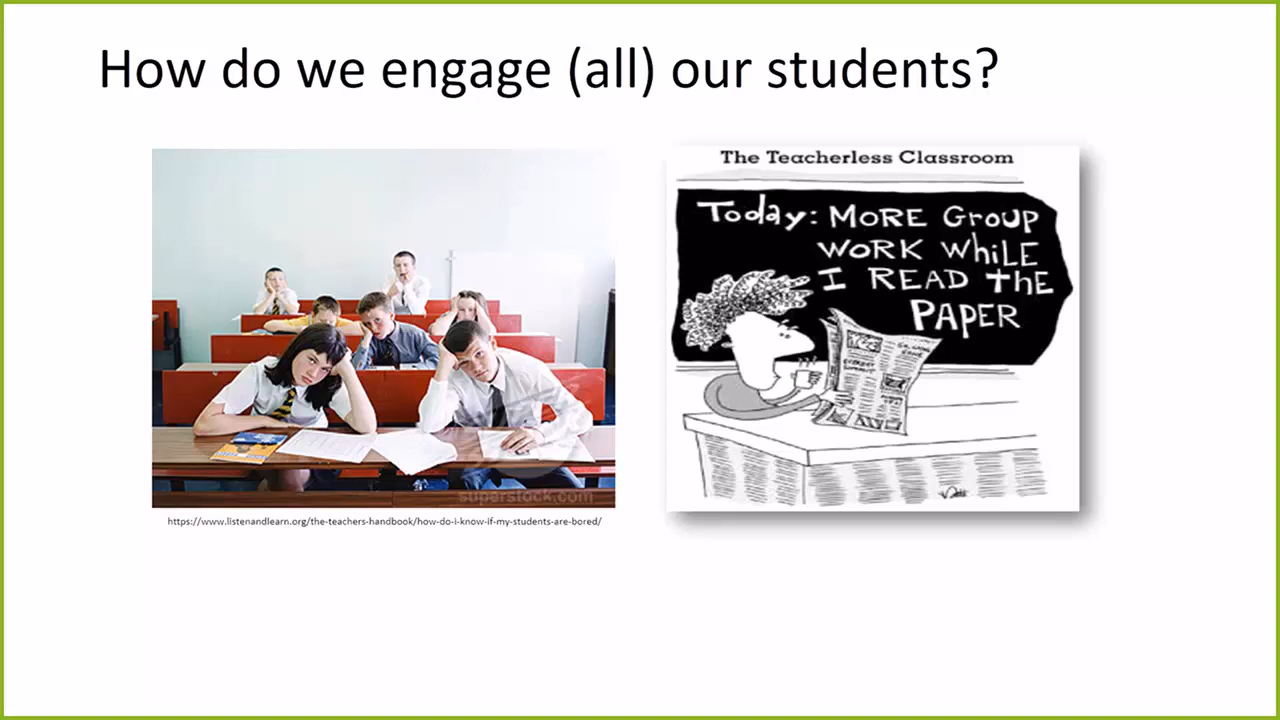 How do we engage (all) our students?
The Teacherless Classroom
Today: MORE GROUP
WORK WHiLE
I READ tHE
PAPER
superstock.com
https://www.listenandlearn.org/the-teachers-handbook/how-do-i-know-if-my-students-are-bored/